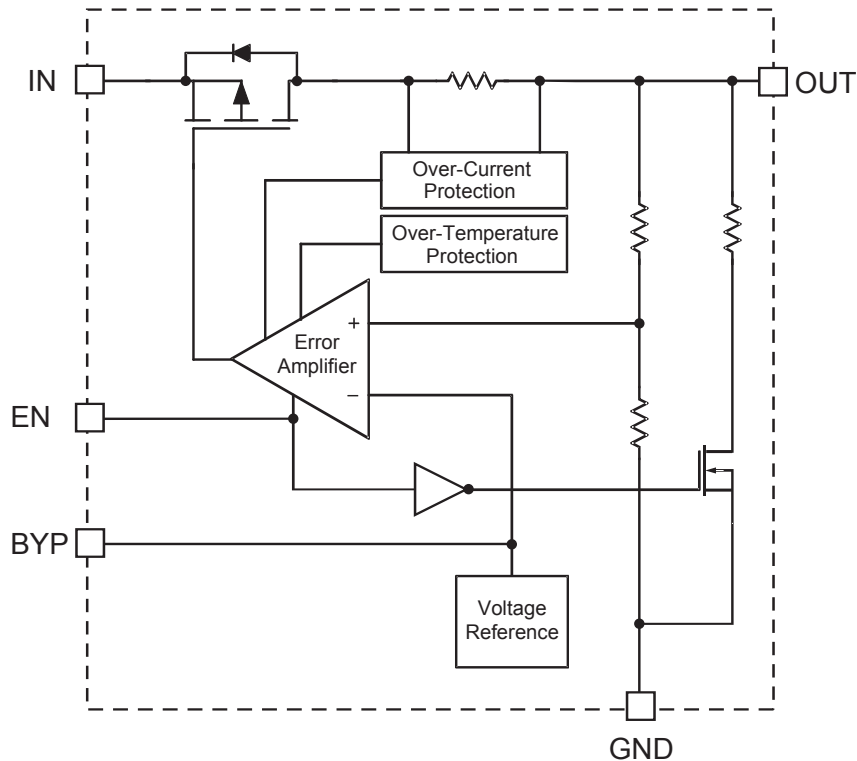 IN
OUT
Over-Current
Protection
Over-Temperature
Protection
+
Error
Amplifier
−
EN
BYP
Voltage
Reference
GND